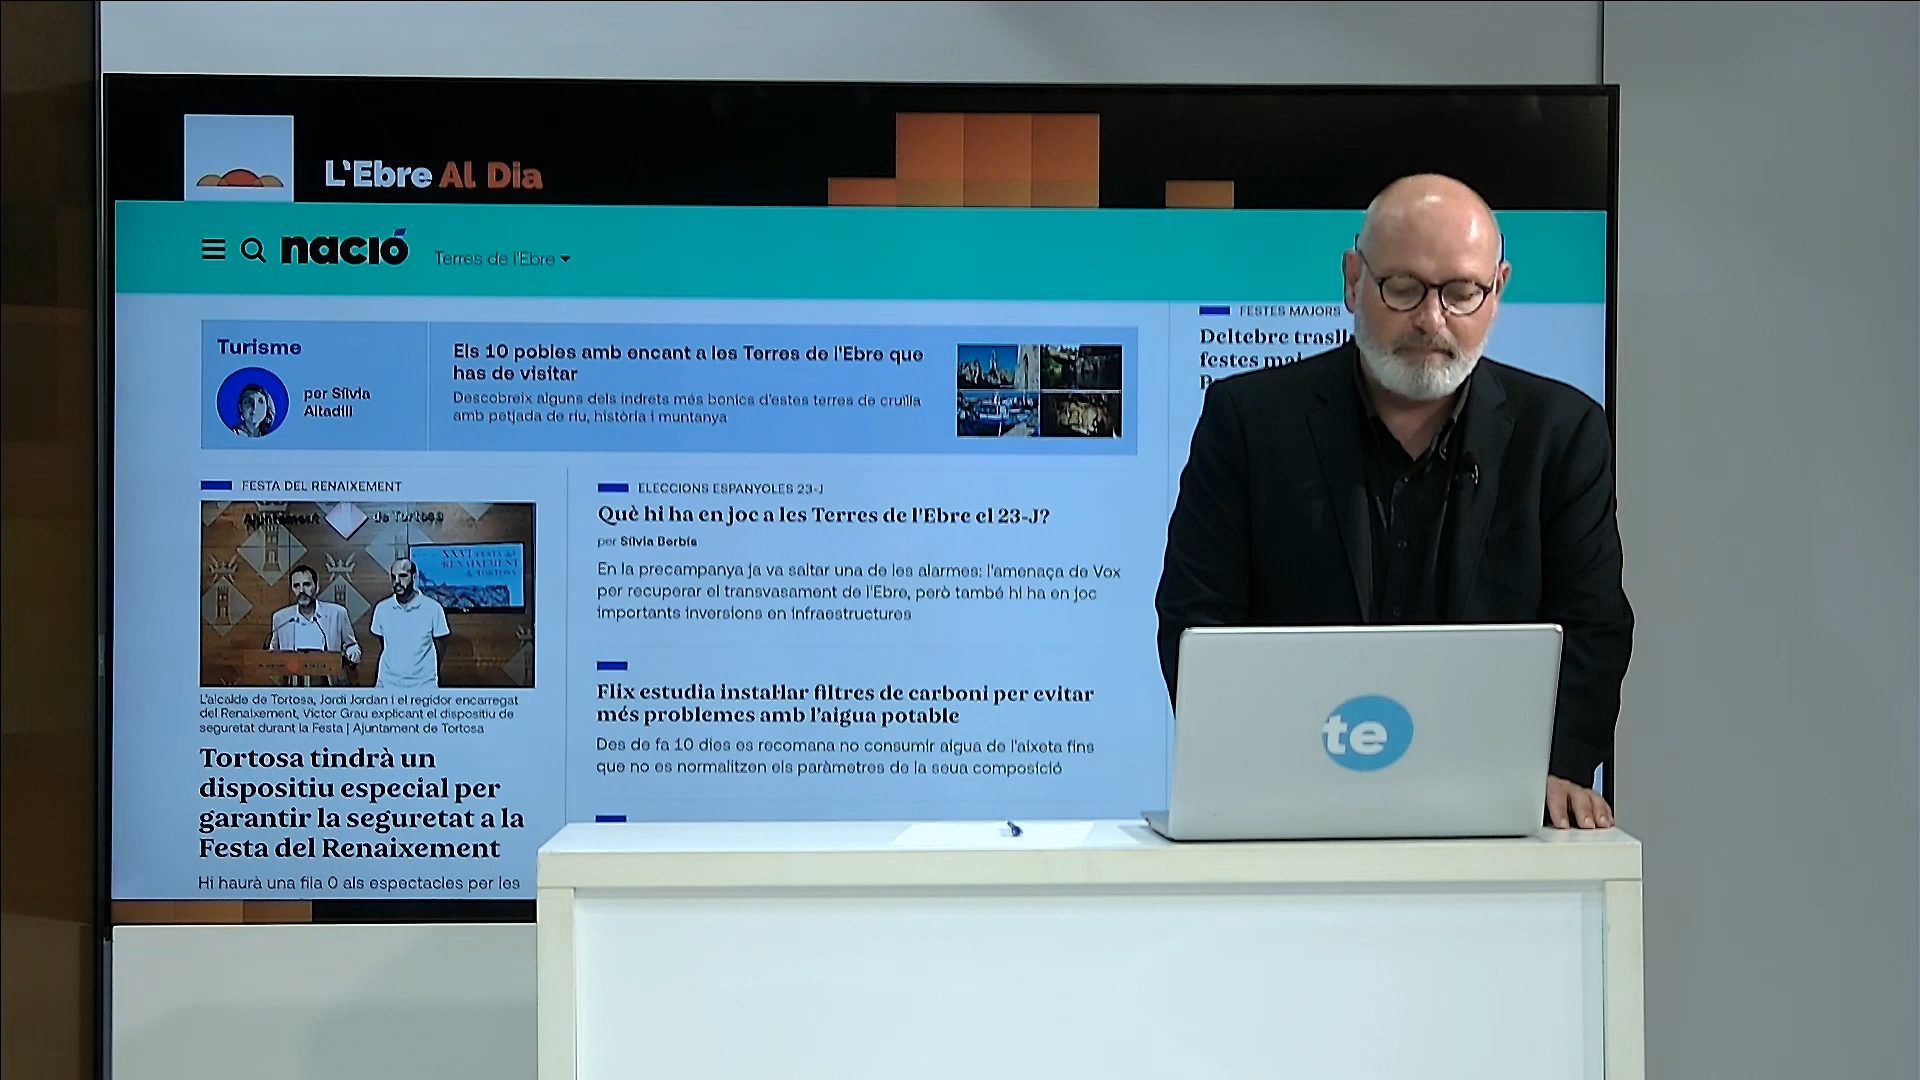 L'Ebre Al Dia
nació
Terres de l'Ebre
Turisme
per Sílvia
Altadill
Els 10 pobles amb encant a les Terres de l'Ebre que
has de visitar
Descobreix alguns dels indrets més bonics d'estes terres de cruïlla
amb petjada de riu, història i muntanya
FESTES MAJORS
Deltebre
festes
FESTA DEL RENAIXEMENT
Ajuntament de Tortosa
XXVI FESTA del
RENAIXEMENT
de TORTOSA
L'alcalde de Tortosa, Jordi Jordan i el regidor encarregat
del Renaixement, Víctor Grau explicant el dispositiu de
seguretat durant la Festa | Ajuntament de Tortosa
Tortosa tindrà un
dispositiu especial per
garantir la seguretat a la
Festa del Renaixement
Hi haurà una fila 0 als espectacles per les
ELECCIONS ESPANYOLES 23-J
Què hi ha en joc a les Terres de l'Ebre el 23-J?
per Sílvia Berbís
En la precampanya ja va saltar una de les alarmes: l'amenaça de Vox
per recuperar el transvasament de l'Ebre, però també hi ha en joc
importants inversions en infraestructures
Flix estudia instal·lar filtres de carboni per evitar
més problemes amb l'aigua potable
Des de fa 10 dies es recomana no consumir aigua de l'aixeta fins
que no es normalitzen els paràmetres de la seua composició
te